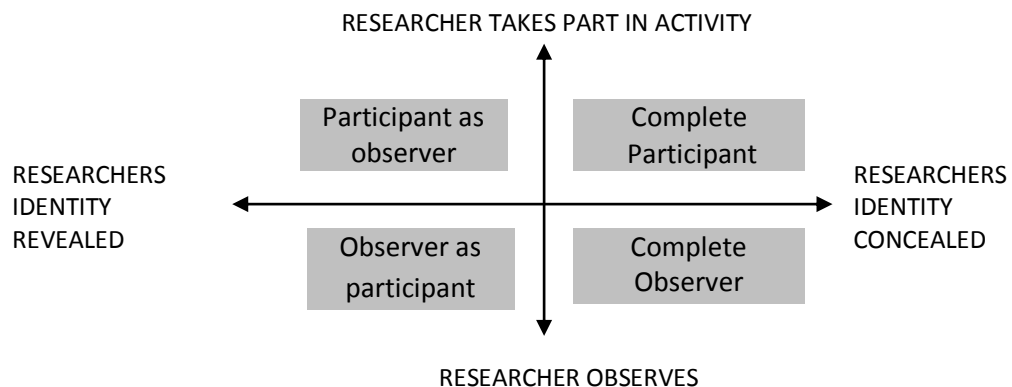 RESEARCHER TAKES PART IN ACTIVITY
Participant as
observer
Complete
Participant
RESEARCHERS
IDENTITY
REVEALED
RESEARCHERS
IDENTITY
CONCEALED
Observer as
participant
Complete
Observer
RESEARCHER OBSERVES